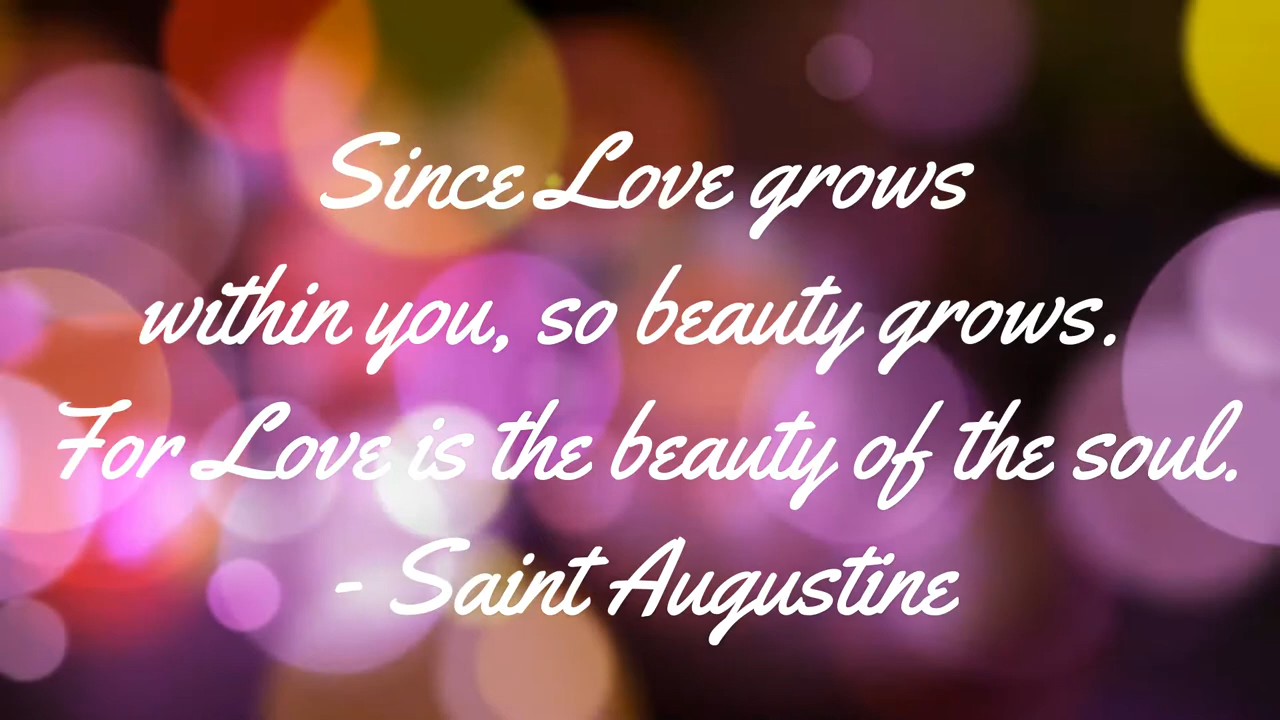 Since Love grows
within you, so beauty grows.
For Love is the beauty of the soul.
- Saint Augustine